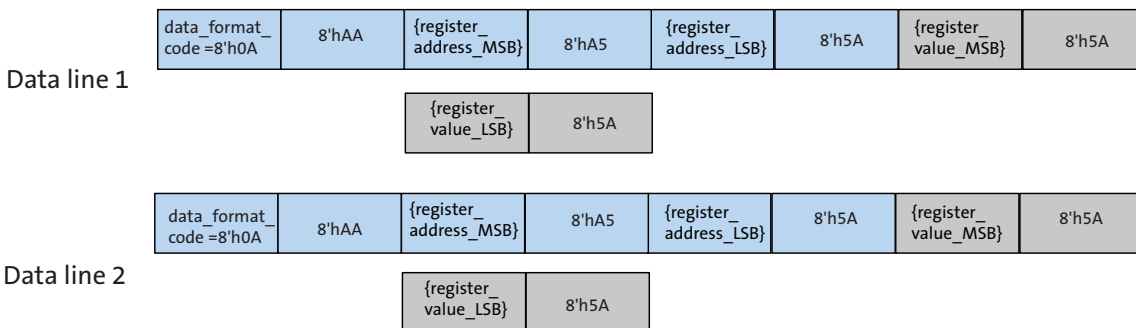 data_format_
code =8'h0A
8'hAA
{register_
address_MSB}
8'hA5
{register_
address_LSB}
8'h5A
{register_
value_MSB}
8'h5A
Data line 1
{register_
value_LSB}
8'h5A
data_format_
code =8'h0A
8'hAA
{register_
address_MSB}
8'hA5
{register_
address_LSB}
8'h5A
{register_
value_MSB}
8'h5A
Data line 2
{register_
value_LSB}
8'h5A